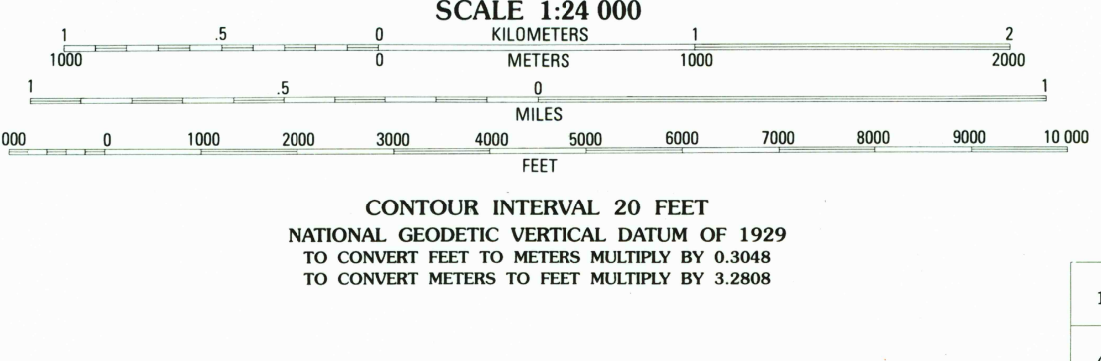 SCALE 1:24 000
1 .5 0 KILOMETERS 1 2
1000 0 METERS 1000 2000
1 .5 0 1
MILES
000 0 1000 2000 3000 4000 5000 6000 7000 8000 9000 10 000
FEET
CONTOUR INTERVAL 20 FEET
NATIONAL GEODETIC VERTICAL DATUM OF 1929
TO CONVERT FEET TO METERS MULTIPLY BY 0.3048
TO CONVERT METERS TO FEET MULTIPLY BY 3.2808
1